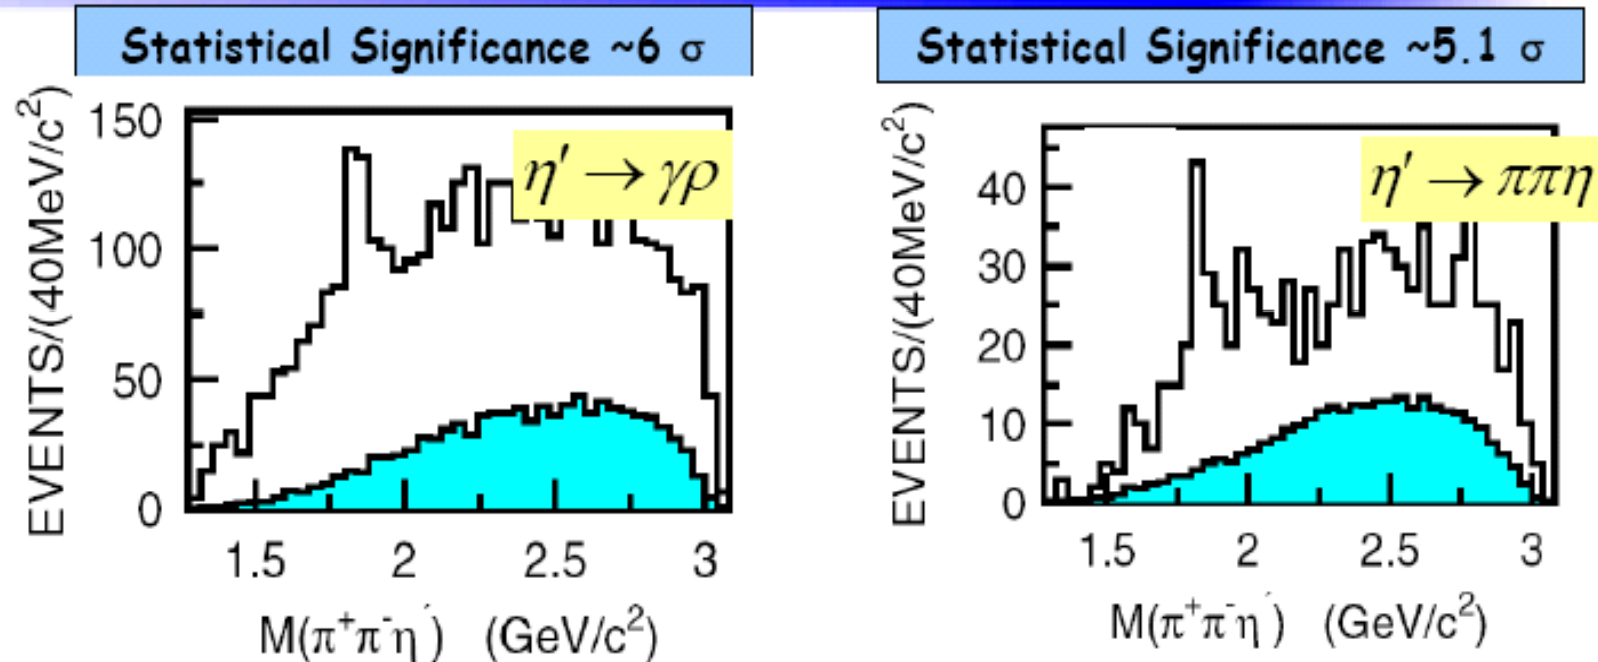 Statistical Significance ~6 σ
EVENTS/(40MeV/c²)
150
100
50
0
η′ → γρ
1.5 2 2.5 3
M(π⁺π⁻η′) (GeV/c²)
Statistical Significance ~5.1 σ
EVENTS/(40MeV/c²)
40
30
20
10
0
η′ → ππη
1.5 2 2.5 3
M(π⁺π⁻η′) (GeV/c²)